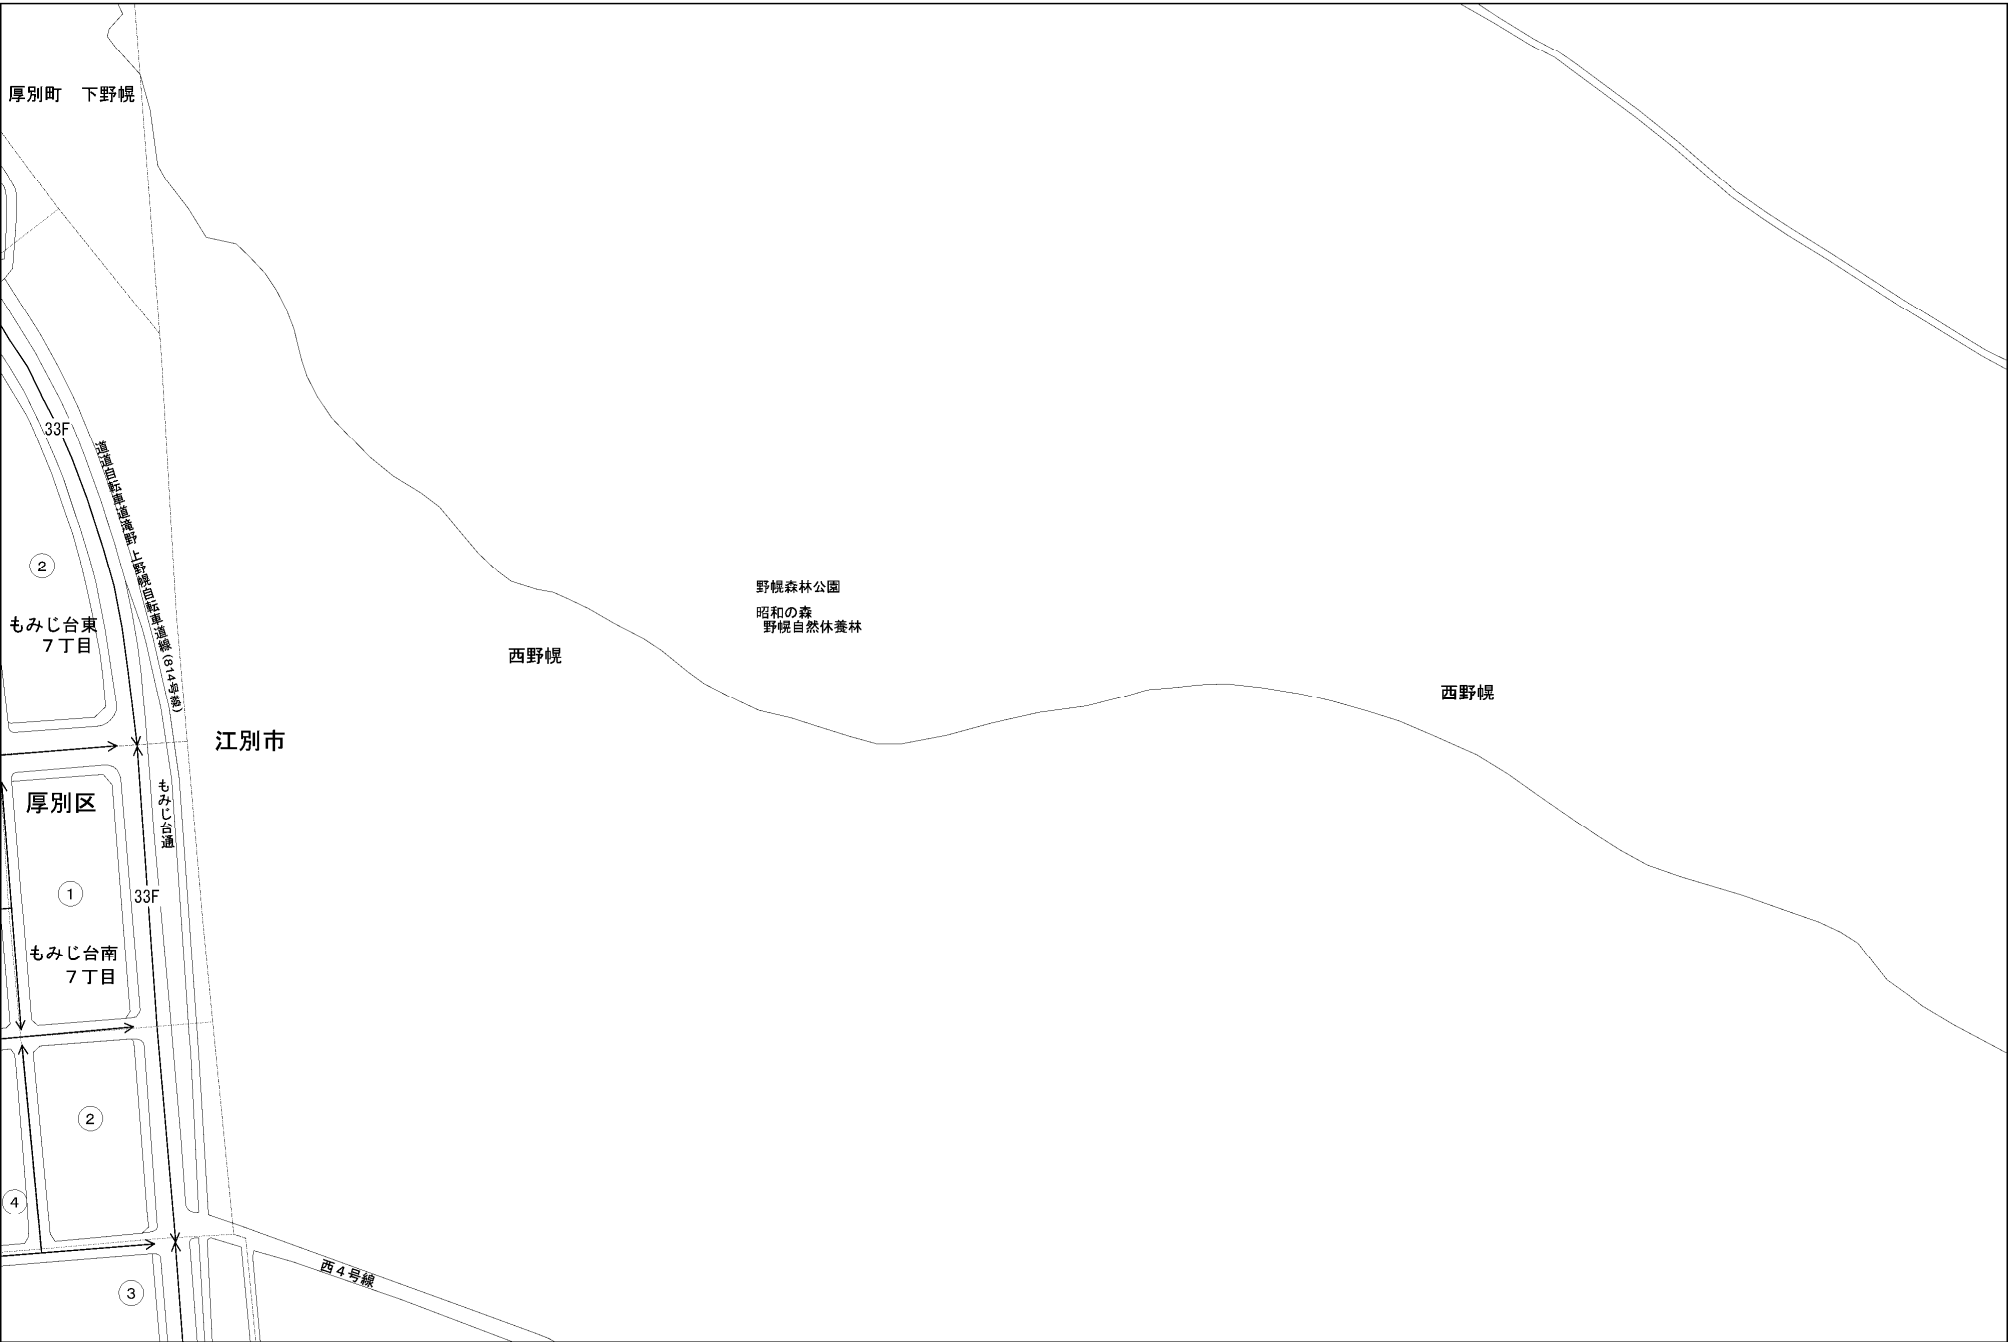 厚別町　下野幌
33F
道道自転車道滝野 上野幌自転車道線(814号線)
②
もみじ台東
７丁目
野幌森林公園
昭和の森
野幌自然休養林
西野幌
西野幌
江別市
もみじ台通
厚別区
①
33F
もみじ台南
７丁目
②
④
西４号線
③